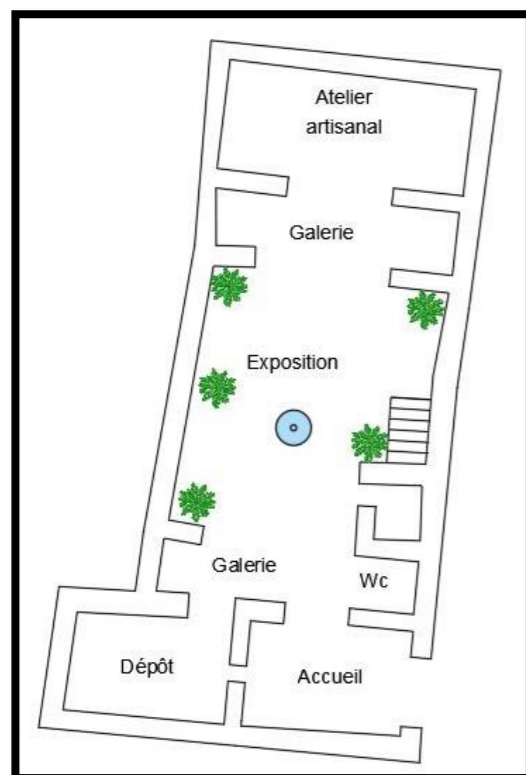 Atelier
artisanal
Galerie
Exposition
Galerie
Wc
Dépôt
Accueil